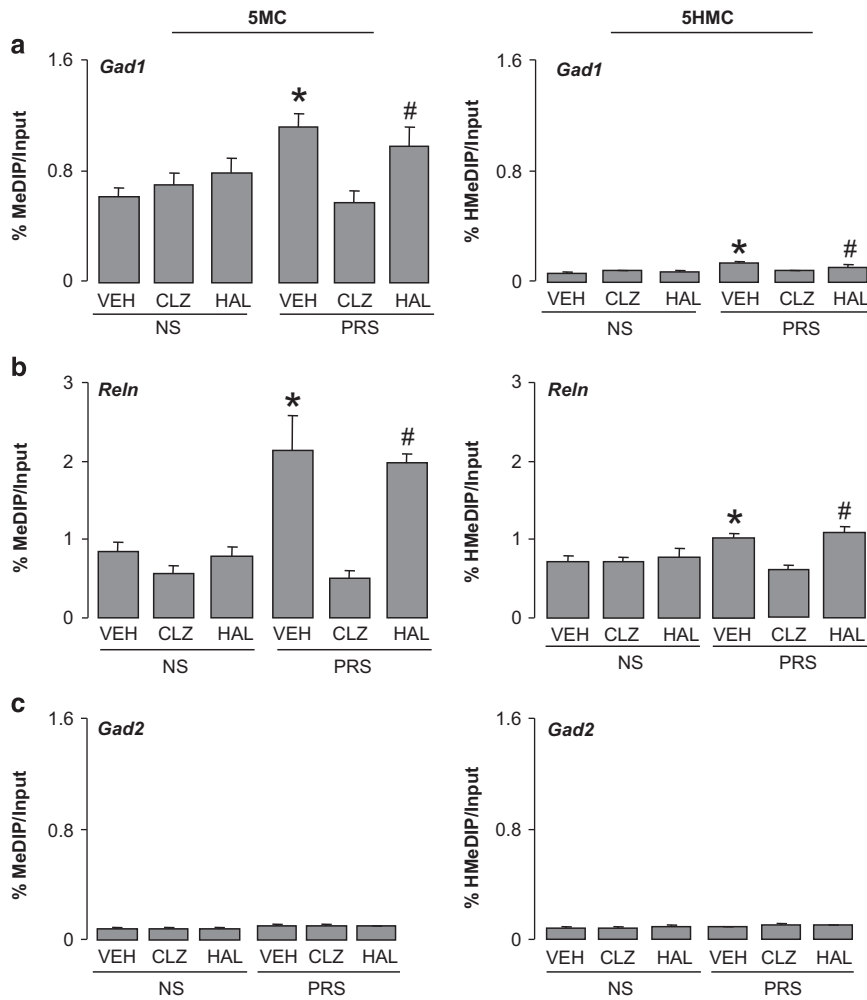 5MC
5HMC
a
Gad1
% MeDIP/Input
1.6
0.8
0
*
#
VEH CLZ HAL VEH CLZ HAL
NS PRS
Gad1
% HMeDIP/Input
1.6
0.8
0
*
#
VEH CLZ HAL VEH CLZ HAL
NS PRS
b
Reln
% MeDIP/Input
3
2
1
0
*
#
VEH CLZ HAL VEH CLZ HAL
NS PRS
Reln
% HMeDIP/Input
3
2
1
0
*
#
VEH CLZ HAL VEH CLZ HAL
NS PRS
c
Gad2
% MeDIP/Input
1.6
0.8
0
VEH CLZ HAL VEH CLZ HAL
NS PRS
Gad2
% HMeDIP/Input
1.6
0.8
0
VEH CLZ HAL VEH CLZ HAL
NS PRS